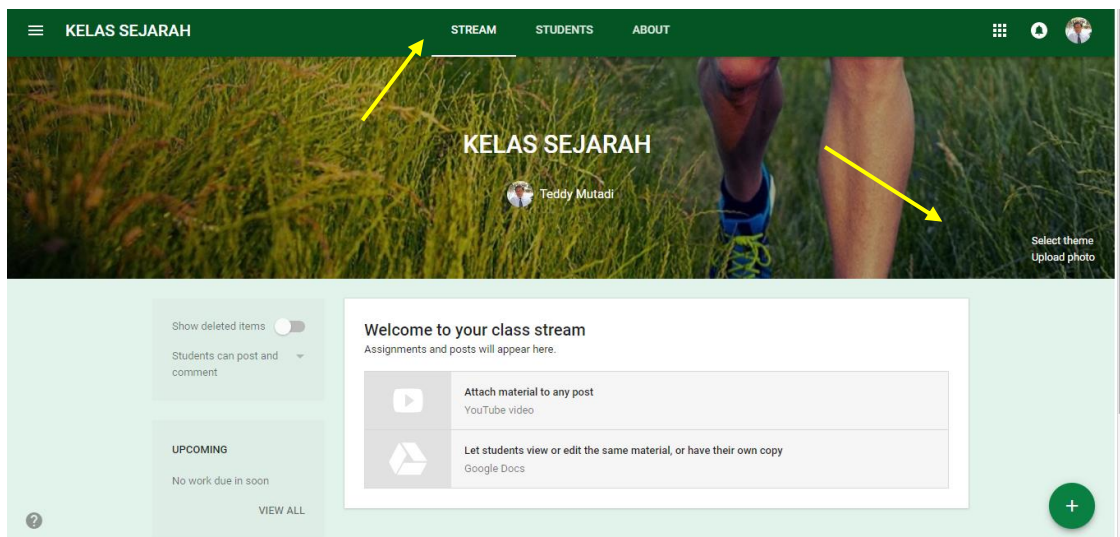 KELAS SEJARAH
STREAM STUDENTS ABOUT
KELAS SEJARAH
Teddy Mutadi
Select theme
Upload photo
Show deleted items
Students can post and
comment
UPCOMING
No work due in soon
VIEW ALL
Welcome to your class stream
Assignments and posts will appear here.
Attach material to any post
YouTube video
Let students view or edit the same material, or have their own copy
Google Docs